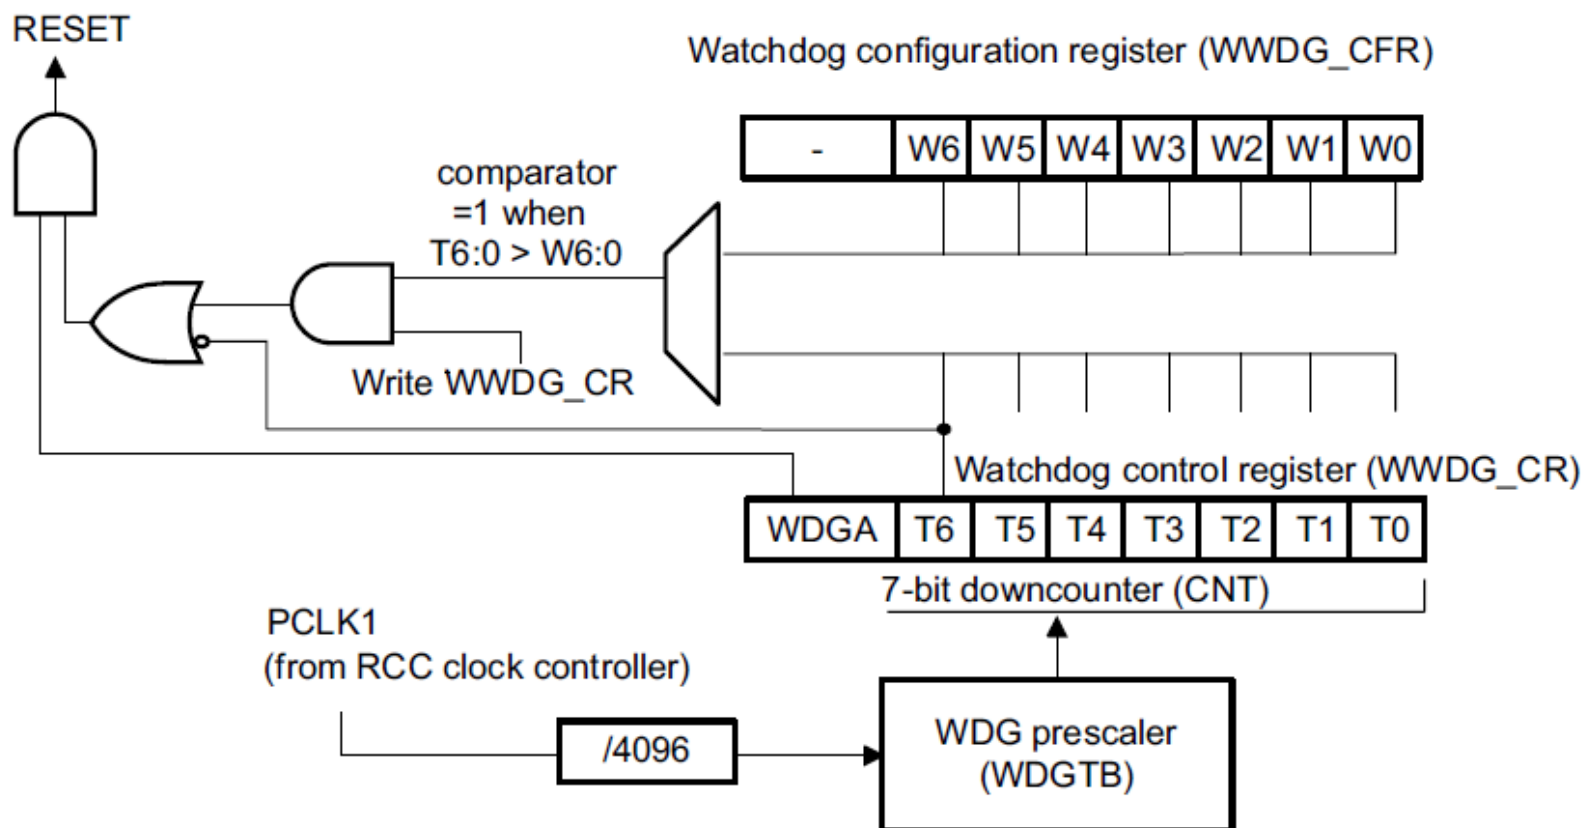 RESET
Watchdog configuration register (WWDG_CFR)
- W6 W5 W4 W3 W2 W1 W0
comparator
=1 when
T6:0 > W6:0
Write WWDG_CR
Watchdog control register (WWDG_CR)
WDGA T6 T5 T4 T3 T2 T1 T0
7-bit downcounter (CNT)
PCLK1
(from RCC clock controller)
/4096
WDG prescaler
(WDGTB)